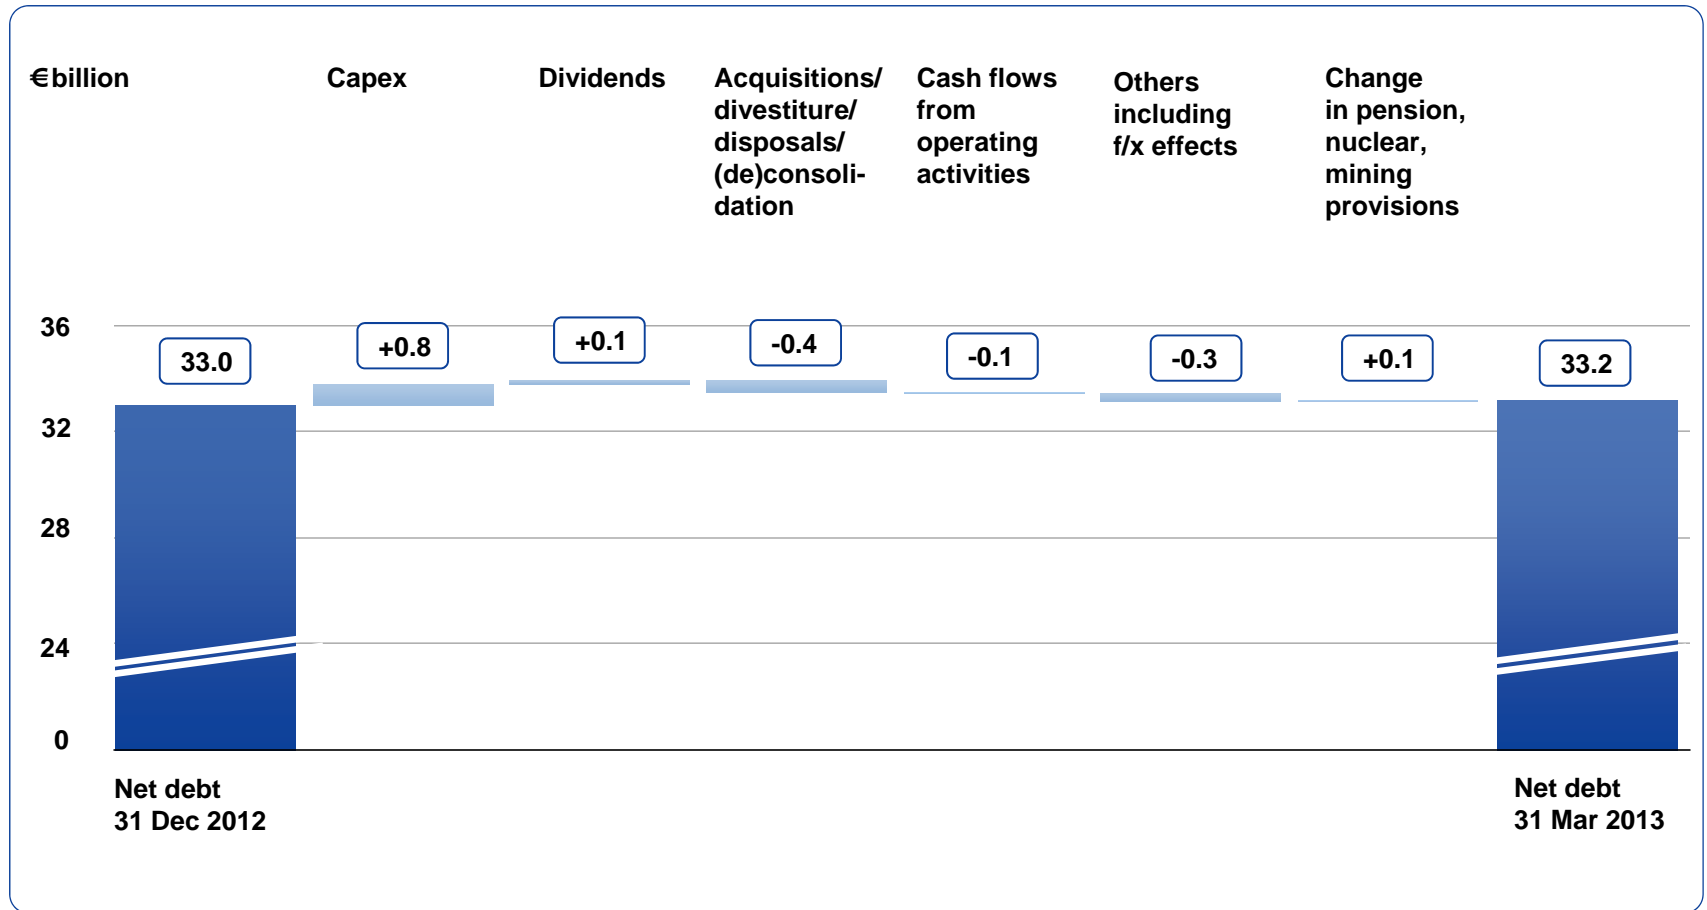 €billion
Capex
Dividends
Acquisitions/
divestiture/
disposals/
(de)consoli-
dation
Cash flows
from
operating
activities
Others
including
f/x effects
Change
in pension,
nuclear,
mining
provisions
36
32
28
24
0
33.0
+0.8
+0.1
-0.4
-0.1
-0.3
+0.1
33.2
Net debt
31 Dec 2012
Net debt
31 Mar 2013